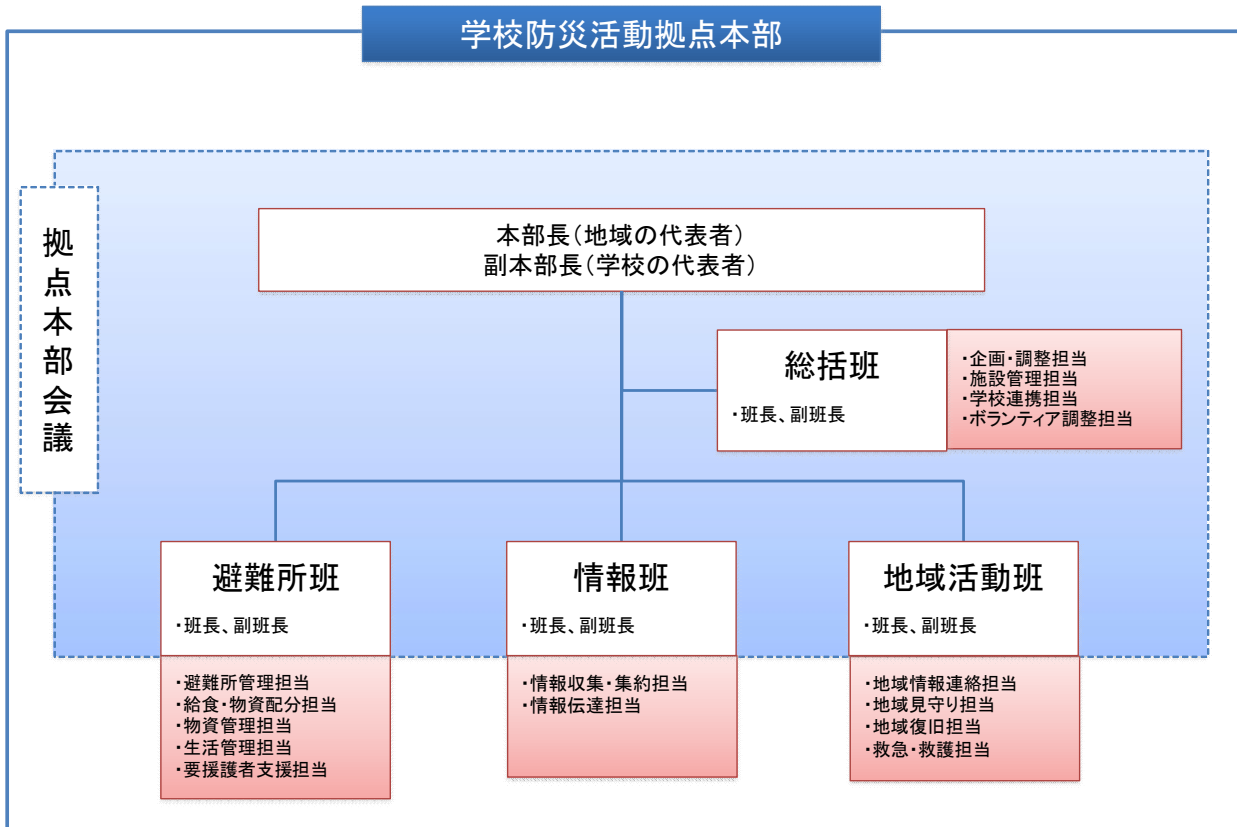 学校防災活動拠点本部
拠点本部会議
本部長(地域の代表者)
副本部長(学校の代表者)
総括班
・班長、副班長
・企画・調整担当
・施設管理担当
・学校連携担当
・ボランティア調整担当
避難所班
・班長、副班長
・避難所管理担当
・給食・物資配分担当
・物資管理担当
・生活管理担当
・要援護者支援担当
情報班
・班長、副班長
・情報収集・集約担当
・情報伝達担当
地域活動班
・班長、副班長
・地域情報連絡担当
・地域見守り担当
・地域復旧担当
・救急・救護担当